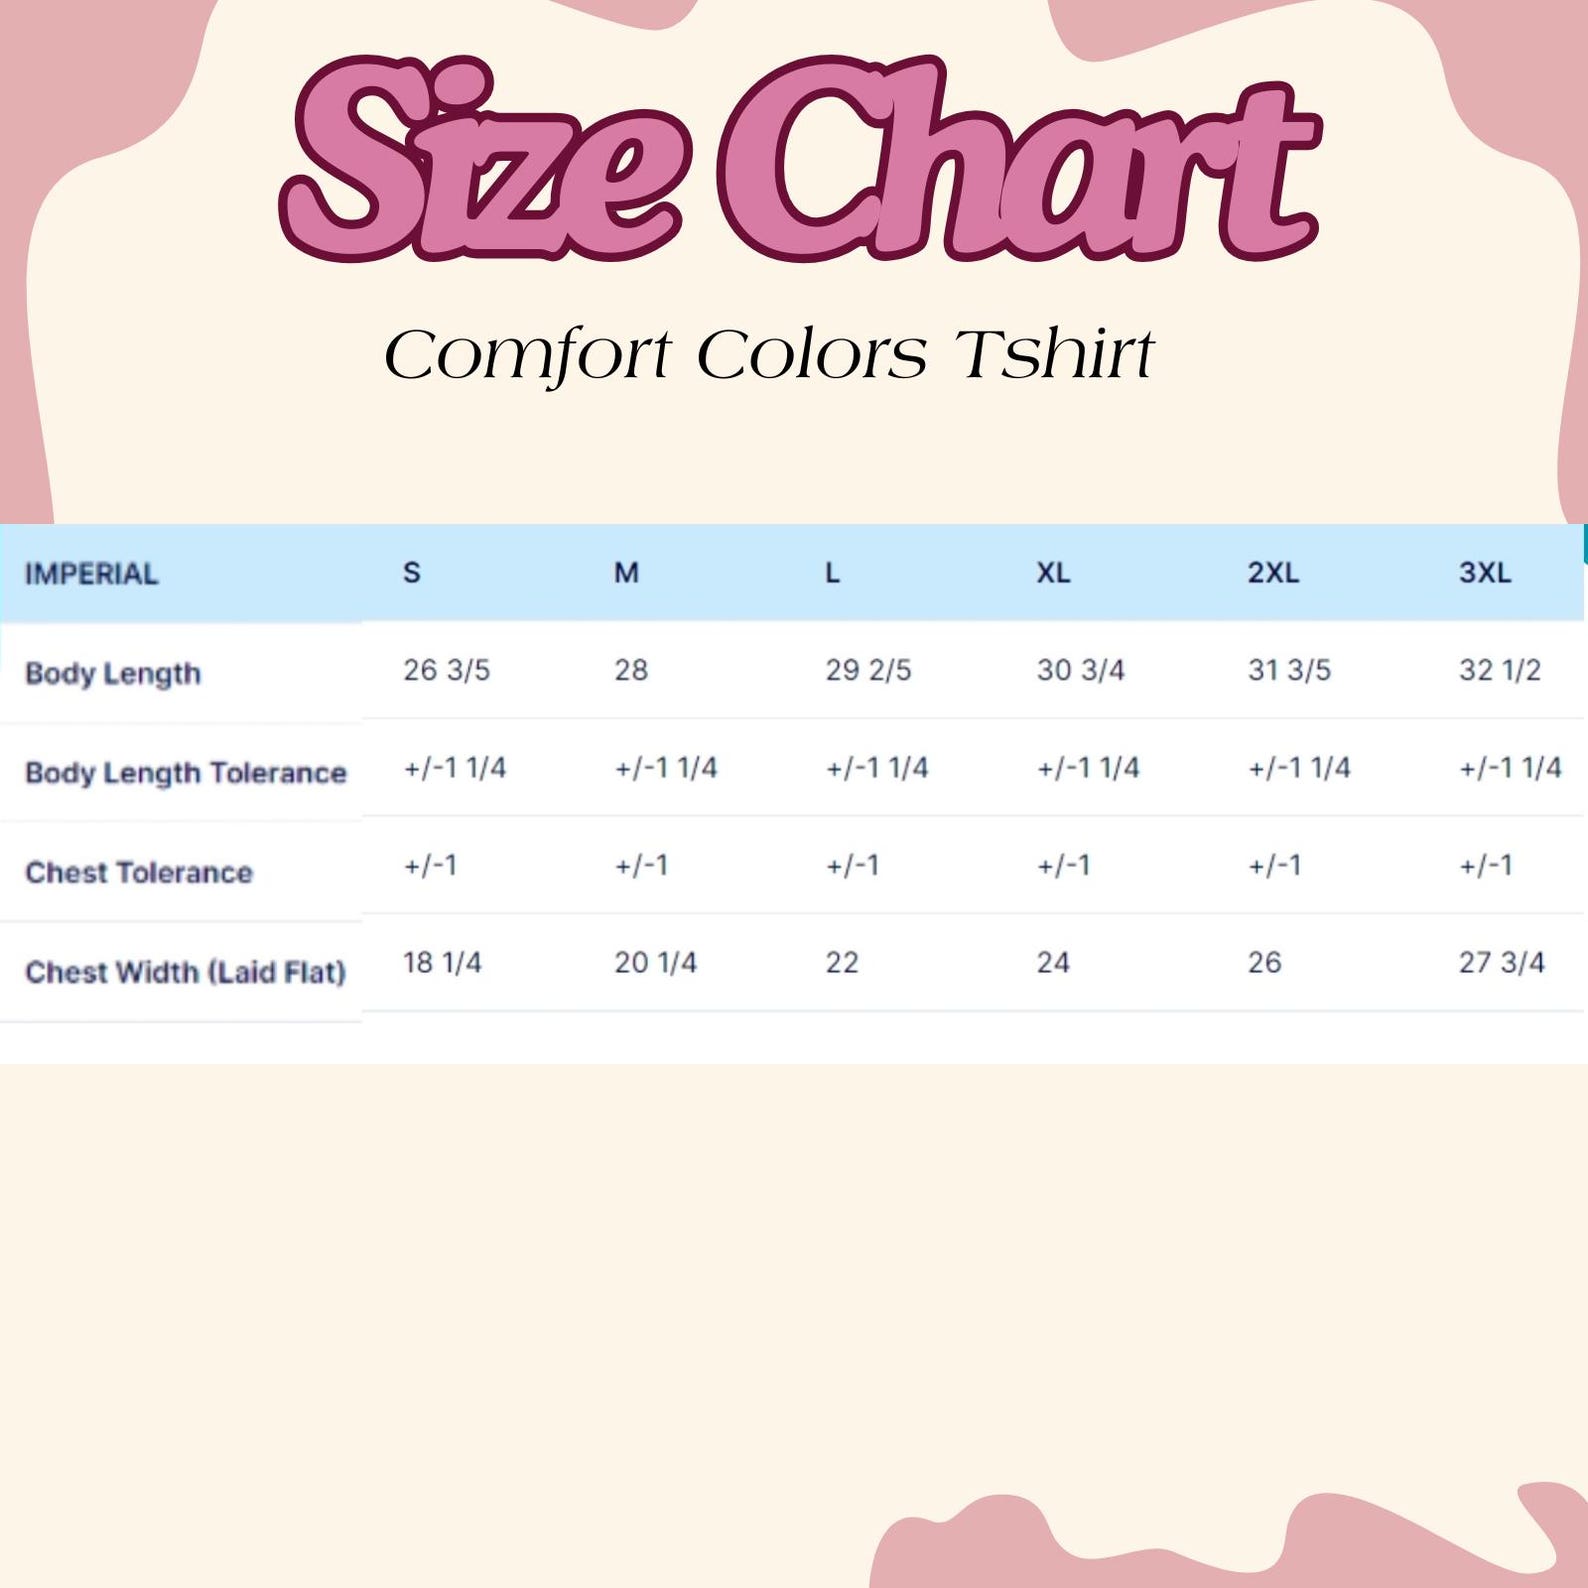 Size Chart
Comfort Colors Tshirt
IMPERIAL S M L XL 2XL 3XL
Body Length 26 3/5 28 29 2/5 30 3/4 31 3/5 32 1/2
Body Length Tolerance +/-1 1/4 +/-1 1/4 +/-1 1/4 +/-1 1/4 +/-1 1/4 +/-1 1/4
Chest Tolerance +/-1 +/-1 +/-1 +/-1 +/-1 +/-1
Chest Width (Laid Flat) 18 1/4 20 1/4 22 24 26 27 3/4